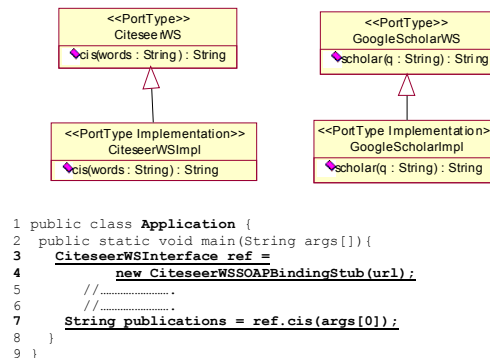 <<PortType>>
CiteseerWS
cis(words : String) : String
<<PortType>>
GoogleScholarWS
scholar(q : String) : String
<<PortType Implementation>>
CiteseerWSImpl
cis(words : String) : String
<<PortType Implementation>
GoogleScholarImpl
scholar(q : String) : String
1 public class Application {
2 public static void main(String args[]){
3 CiteseerWSInterface ref =
4 new CiteseerWSSOAPBindingStub(url);
5 //…………………….
6 //…………………….
7 String publications = ref.cis(args[0]);
8 }
9 }